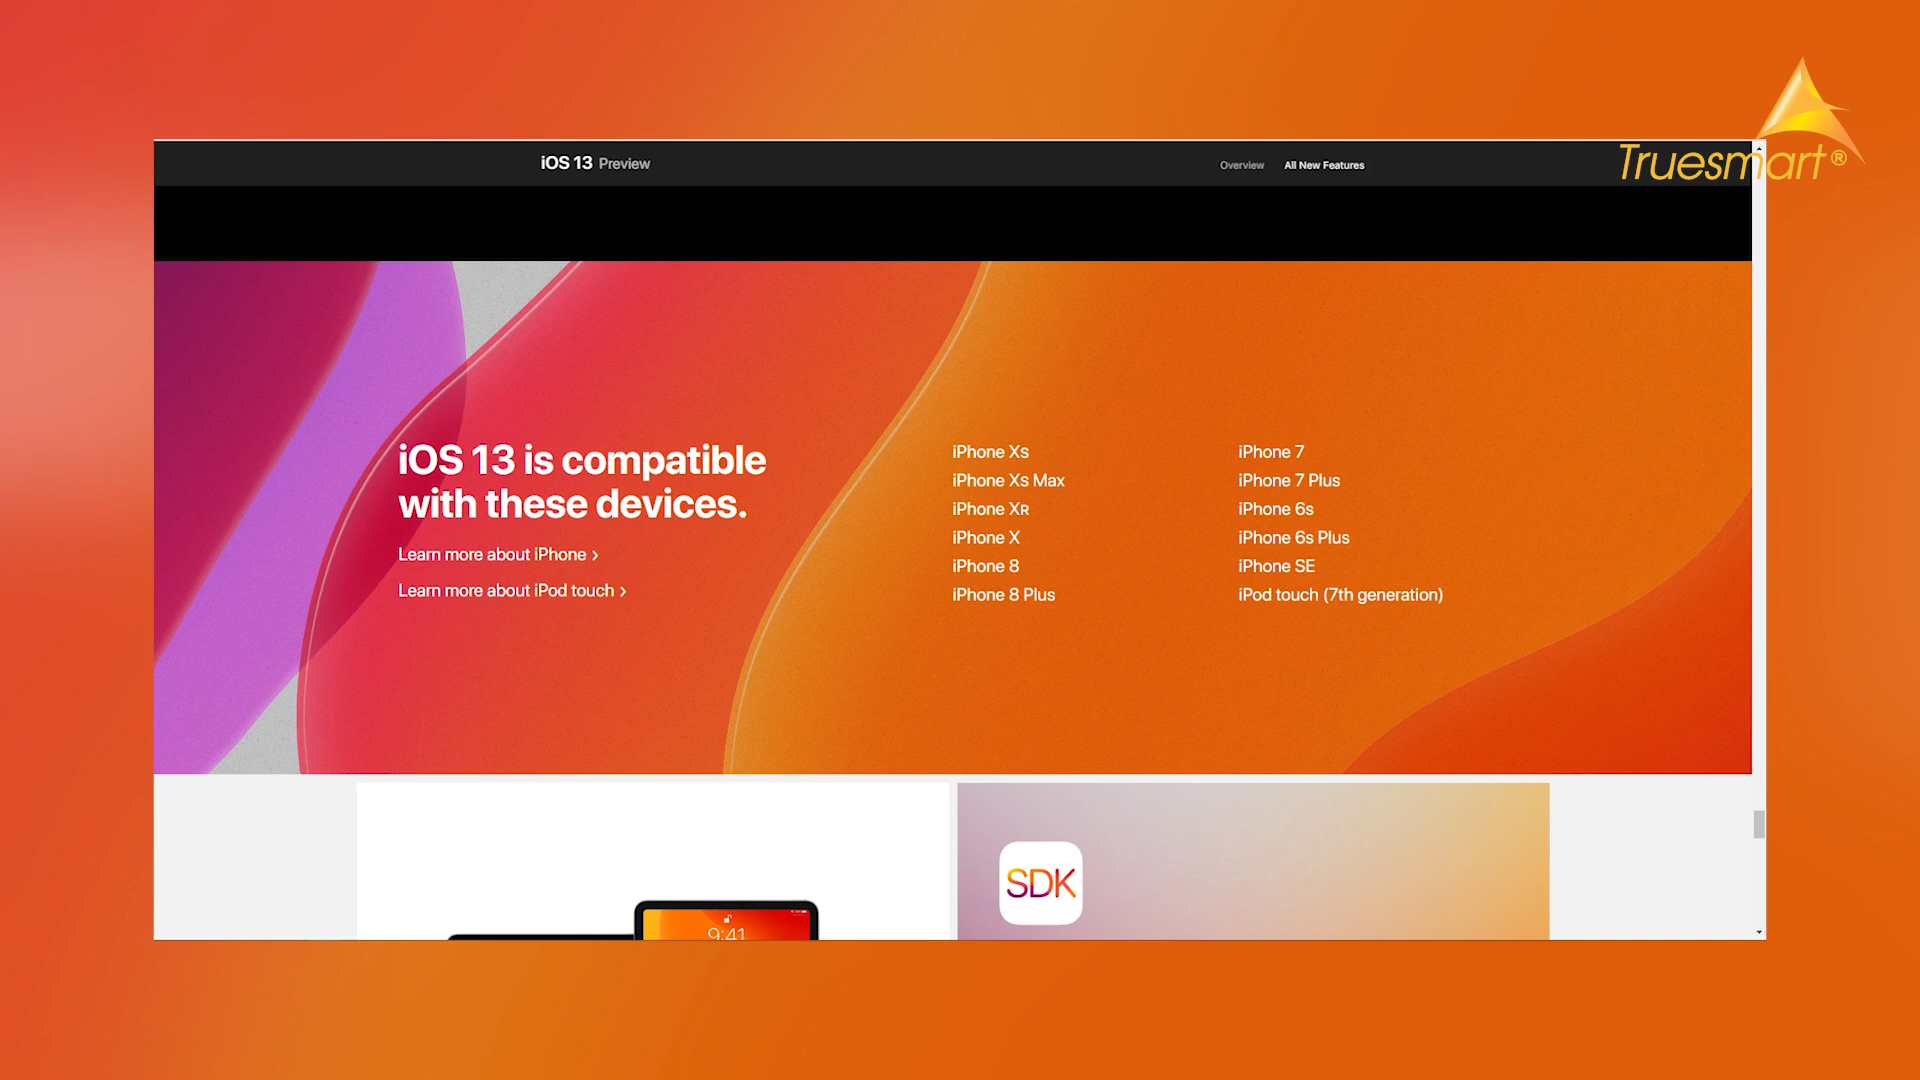 Truesmart®
iOS 13 Preview
Overview
All New Features
iOS 13 is compatible
with these devices.
Learn more about iPhone >
Learn more about iPod touch >
iPhone Xs
iPhone Xs Max
iPhone XR
iPhone X
iPhone 8
iPhone 8 Plus
iPhone 7
iPhone 7 Plus
iPhone 6s
iPhone 6s Plus
iPhone SE
iPod touch (7th generation)
9:41
SDK